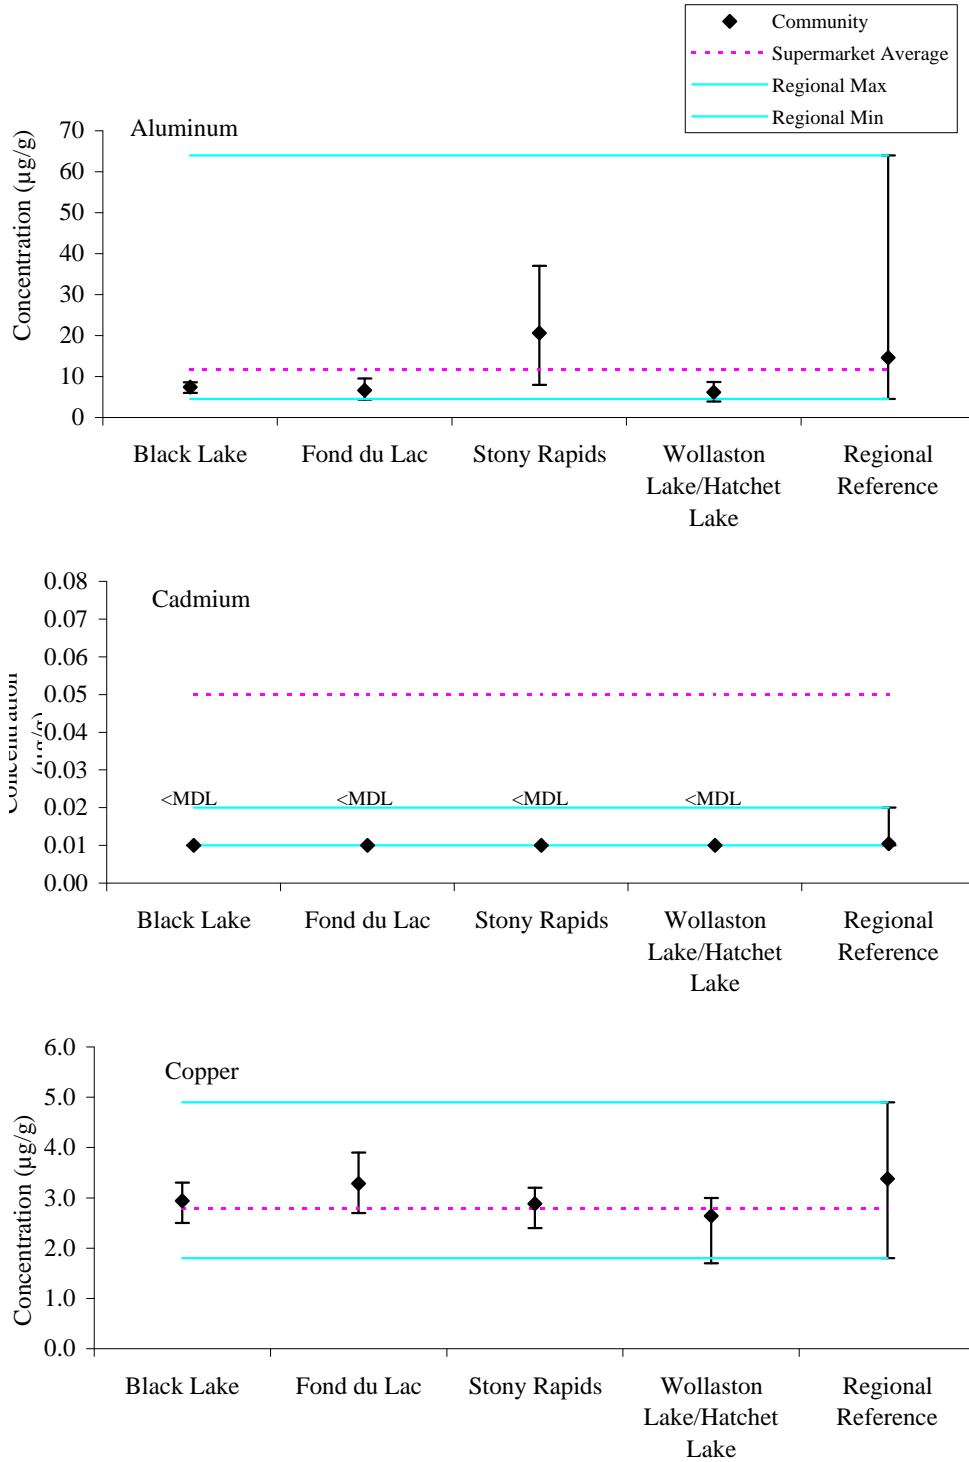 Community
Supermarket Average
Regional Max
Regional Min
Aluminum
Concentration (µg/g)
70
60
50
40
30
20
10
0
Black Lake
Fond du Lac
Stony Rapids
Wollaston
Lake/Hatchet
Lake
Regional
Reference
Cadmium
Concentration
(µg/g)
0.08
0.07
0.06
0.05
0.04
0.03
0.02
0.01
0.00
<MDL
<MDL
<MDL
<MDL
Black Lake
Fond du Lac
Stony Rapids
Wollaston
Lake/Hatchet
Lake
Regional
Reference
Copper
Concentration (µg/g)
6.0
5.0
4.0
3.0
2.0
1.0
0.0
Black Lake
Fond du Lac
Stony Rapids
Wollaston
Lake/Hatchet
Lake
Regional
Reference